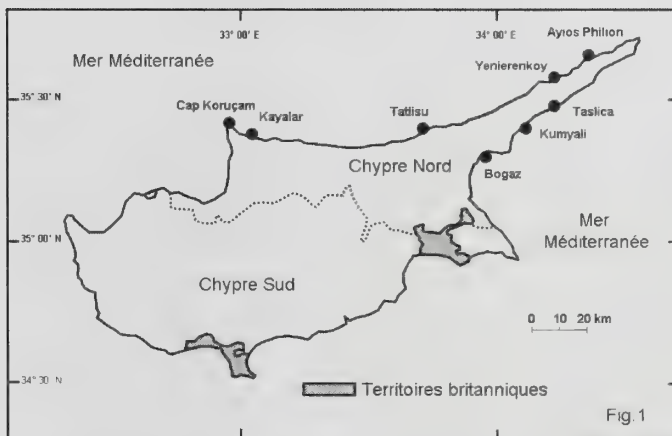 33°00' E
34°00' E
Mer Méditerranée
Ayios Philion
Yenierenkoy
35°30' N
Cap Koruçam
Kayalar
Tatlisu
Taslica
Kumyali
Chypre Nord
Bogaz
35°00' N
Mer
Méditerranée
Chypre Sud
0 10 20 km
34°30' N
Territoires britanniques
Fig.1